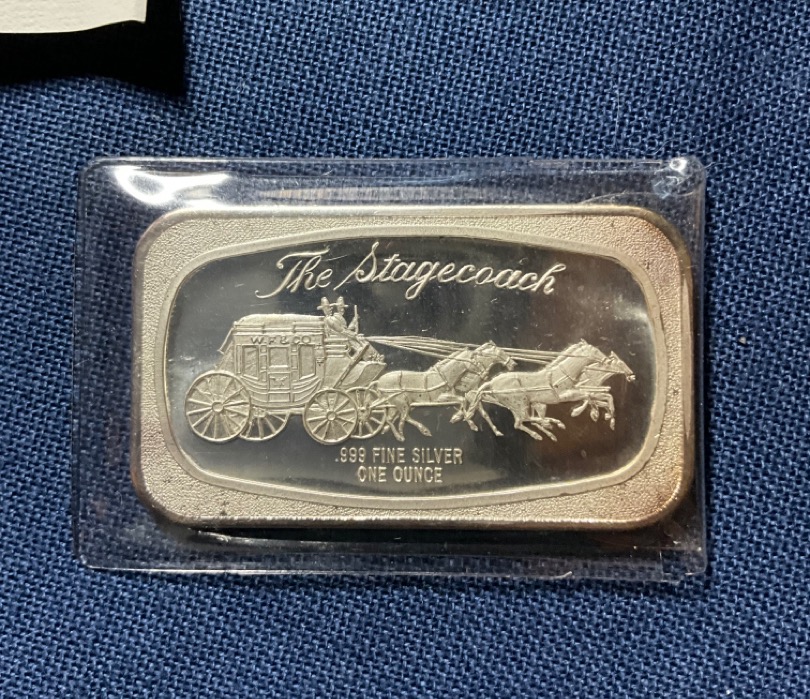 The Stagecoach
W.F.& CO
.999 FINE SILVER
ONE OUNCE